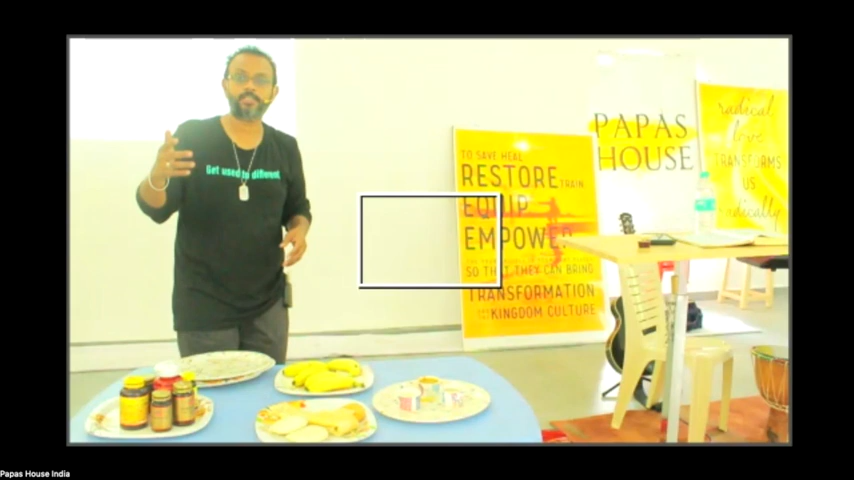 Get used to different
TO SAVE HEAL
RESTORE TRAIN
EQUIP
EMPOWER
SO THAT THEY CAN BRING
TRANSFORMATION
KINGDOM CULTURE
PAPAS
HOUSE
radical
love
TRANSFORMS
US
radically
Papas House India